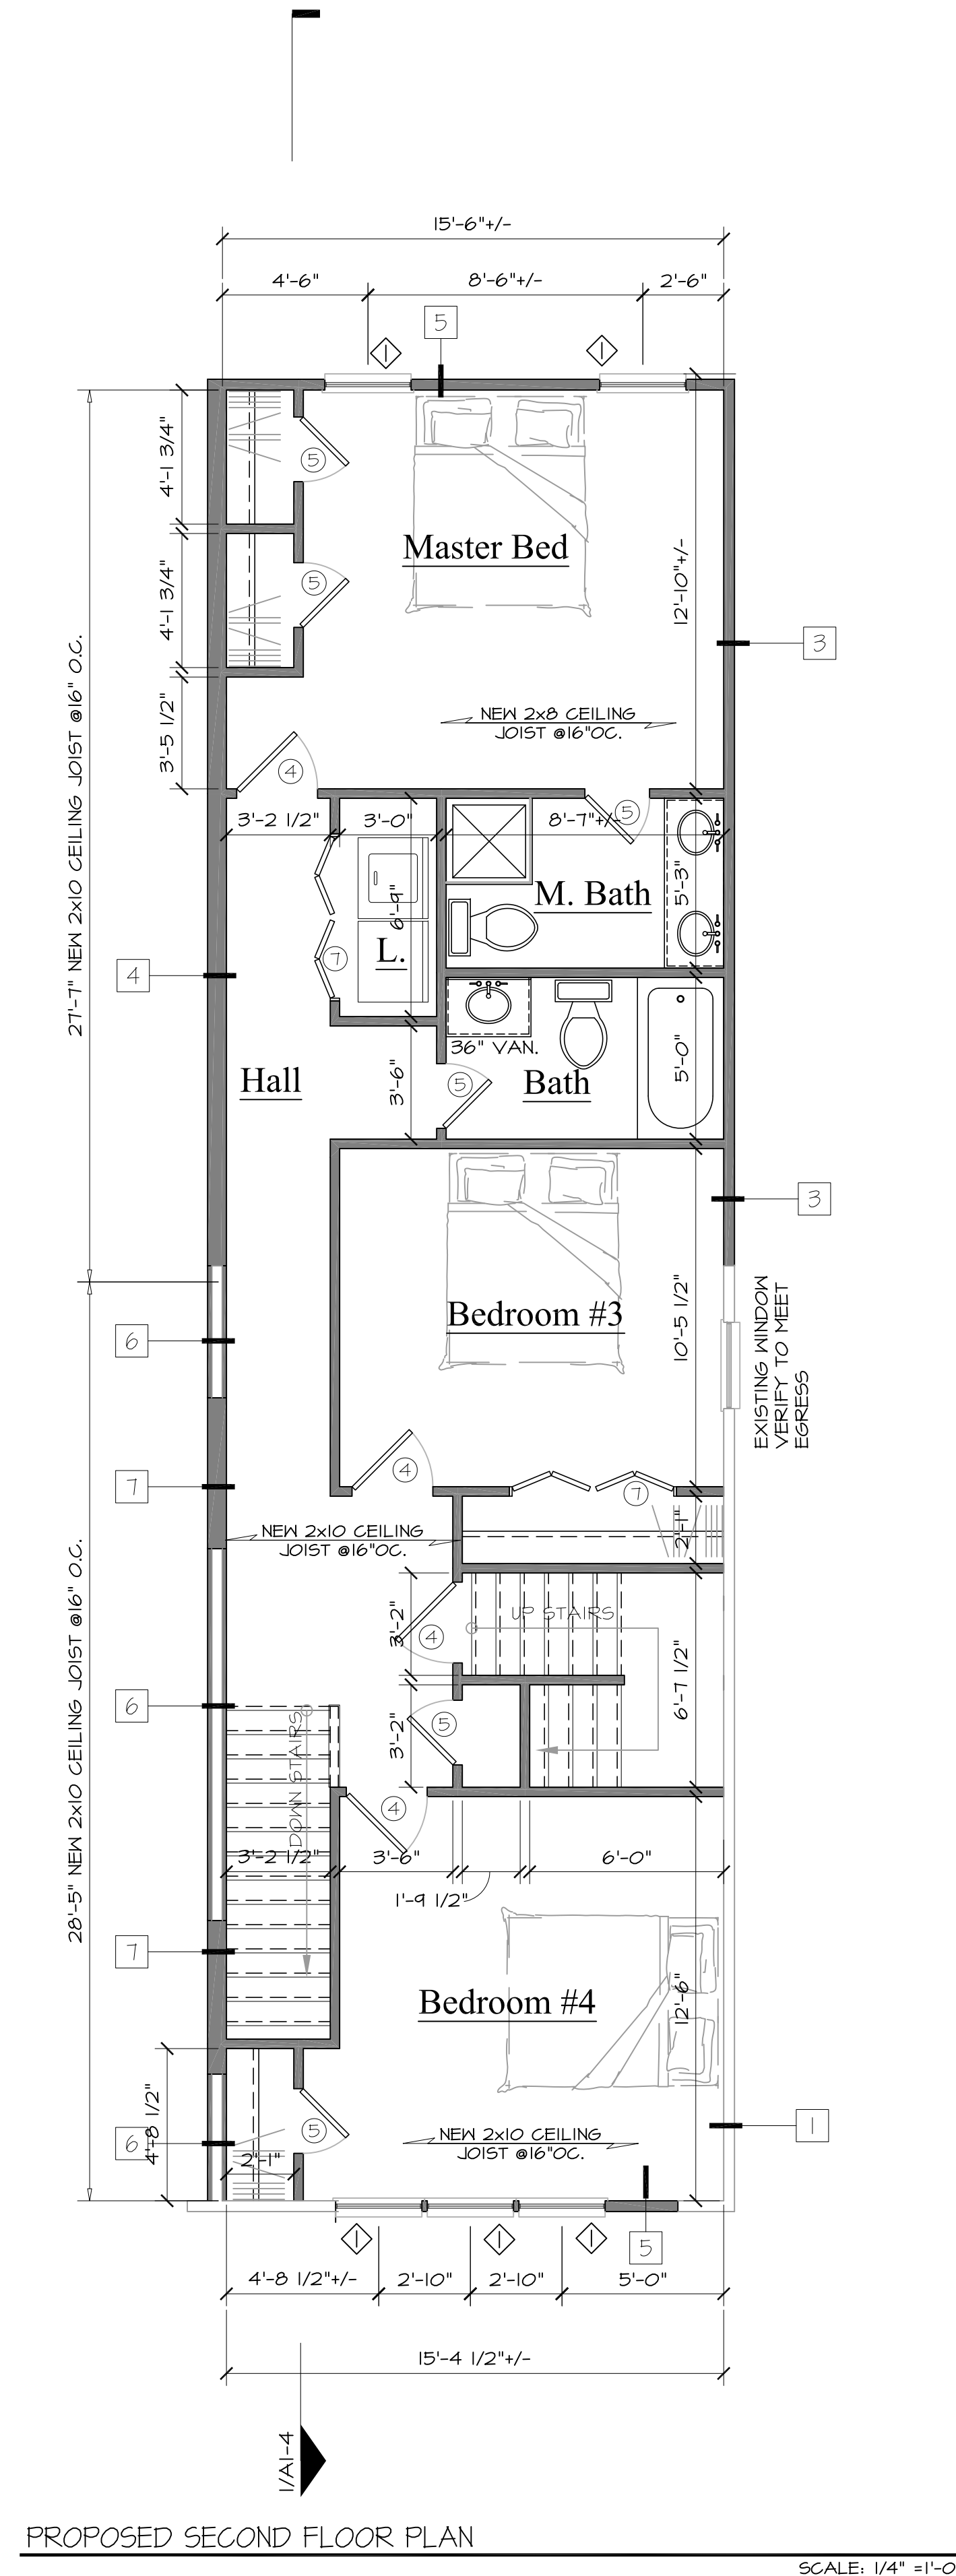 15'-6"+/-
4'-6"
8'-6"+/-
2'-6"
5
1
1
4'-1 3/4"
5
Master Bed
12'-10"+/-
4'-1 3/4"
5
3
27'-7" NEW 2x10 CEILING JOIST @16" O.C.
3'-5 1/2"
NEW 2x8 CEILING
JOIST @16"OC.
4
5
3'-2 1/2"
3'-0"
8'-7"+/-
M. Bath
5'-3"
6'-9"
L.
7
4
36" VAN.
Hall
3'-6"
5
Bath
5'-0"
3
Bedroom #3
10'-5 1/2"
EXISTING WINDOW
VERIFY TO MEET
EGRESS
6
4
7
7
NEW 2x10 CEILING
JOIST @16"OC.
2'-1"
28'-5" NEW 2x10 CEILING JOIST @16" O.C.
UP STAIRS
3'-2"
4
6'-7 1/2"
6
DOWN STAIRS
3'-2"
5
4
3'-2 1/2"
3'-6"
6'-0"
1'-9 1/2"
7
Bedroom #4
12'-6"
4'-8 1/2"
6
5
NEW 2x10 CEILING
JOIST @16"OC.
1
2'-1"
1
1
1
5
4'-8 1/2"+/-
2'-10"
2'-10"
5'-0"
15'-4 1/2"+/-
1/A1-4
PROPOSED SECOND FLOOR PLAN
SCALE: 1/4" =1'-0